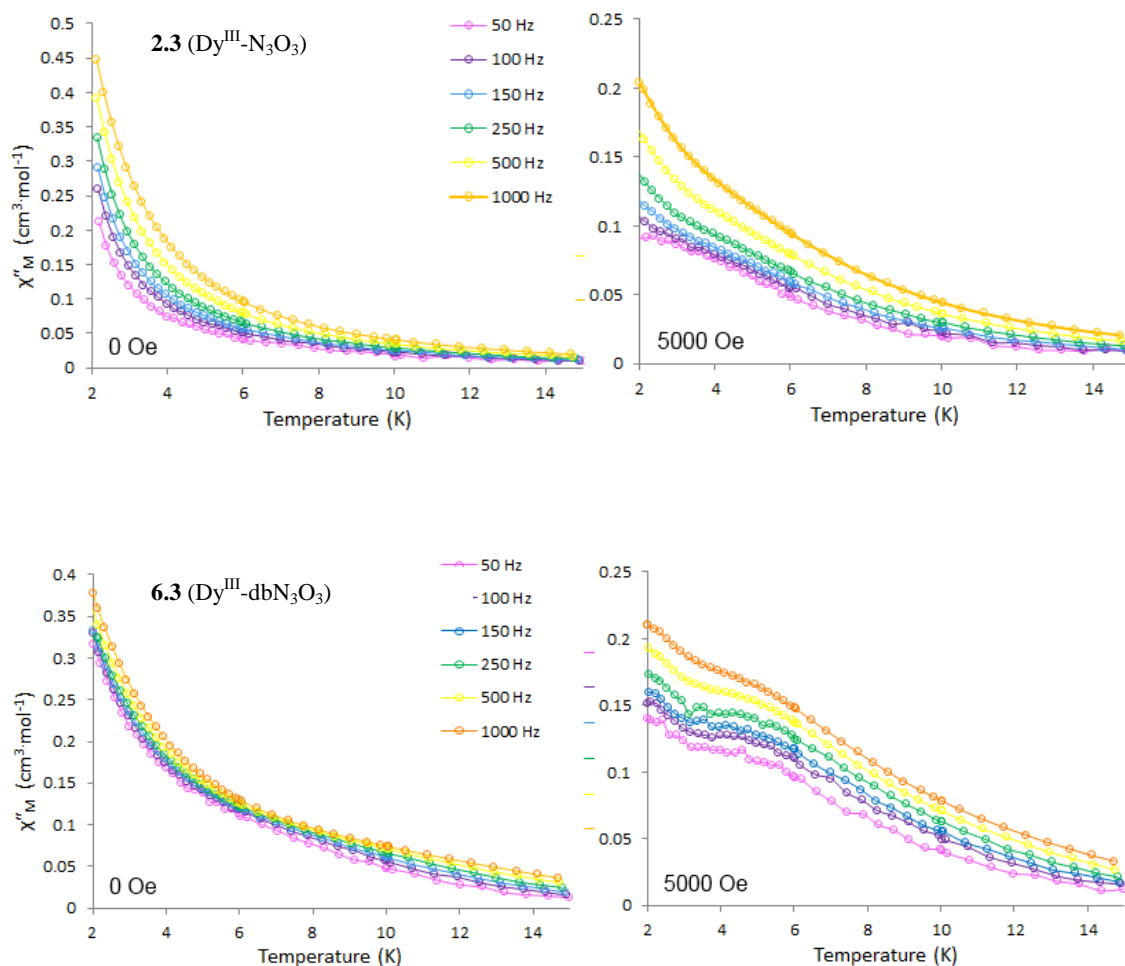 2.3 (Dyᴵᴵᴵ-N₃O₃)
50 Hz
100 Hz
150 Hz
250 Hz
500 Hz
1000 Hz
χ″M (cm³·mol⁻¹)
0.5
0.45
0.4
0.35
0.3
0.25
0.2
0.15
0.1
0.05
0
0 Oe
2 4 6 8 10 12 14
Temperature (K)
0.2
0.15
0.1
0.05
0
5000 Oe
2 4 6 8 10 12 14
Temperature (K)
6.3 (Dyᴵᴵᴵ-dbN₃O₃)
50 Hz
100 Hz
150 Hz
250 Hz
500 Hz
1000 Hz
χ″M (cm³·mol⁻¹)
0.4
0.35
0.3
0.25
0.2
0.15
0.1
0.05
0
0 Oe
2 4 6 8 10 12 14
Temperature (K)
0.25
0.2
0.15
0.1
0.05
0
5000 Oe
2 4 6 8 10 12 14
Temperature (K)